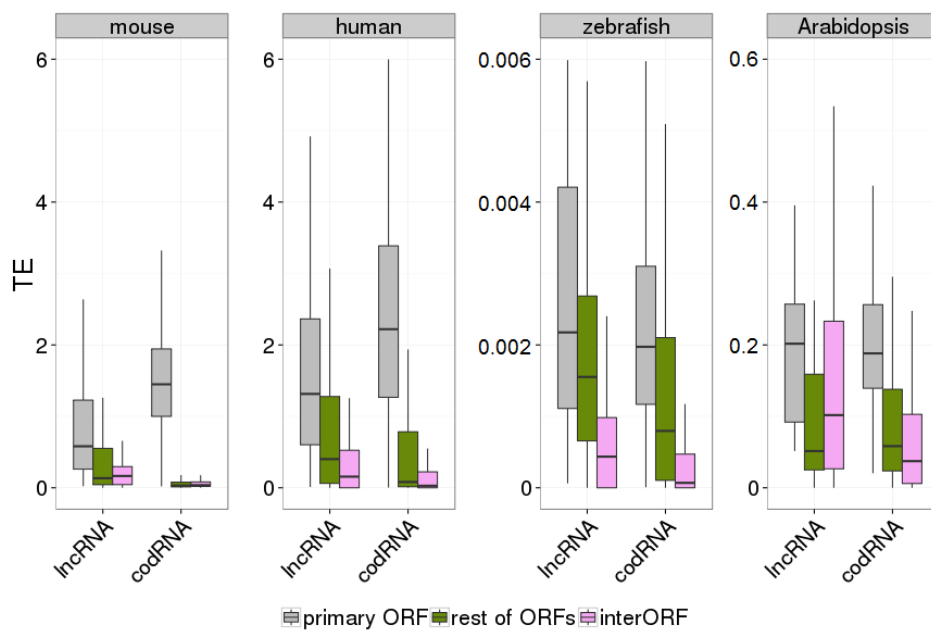 mouse
human
zebrafish
Arabidopsis
TE
6
4
2
0
6
4
2
0
0.006
0.004
0.002
0
0.6
0.4
0.2
0
lncRNA
codRNA
lncRNA
codRNA
lncRNA
codRNA
lncRNA
codRNA
primary ORF rest of ORFs interORF